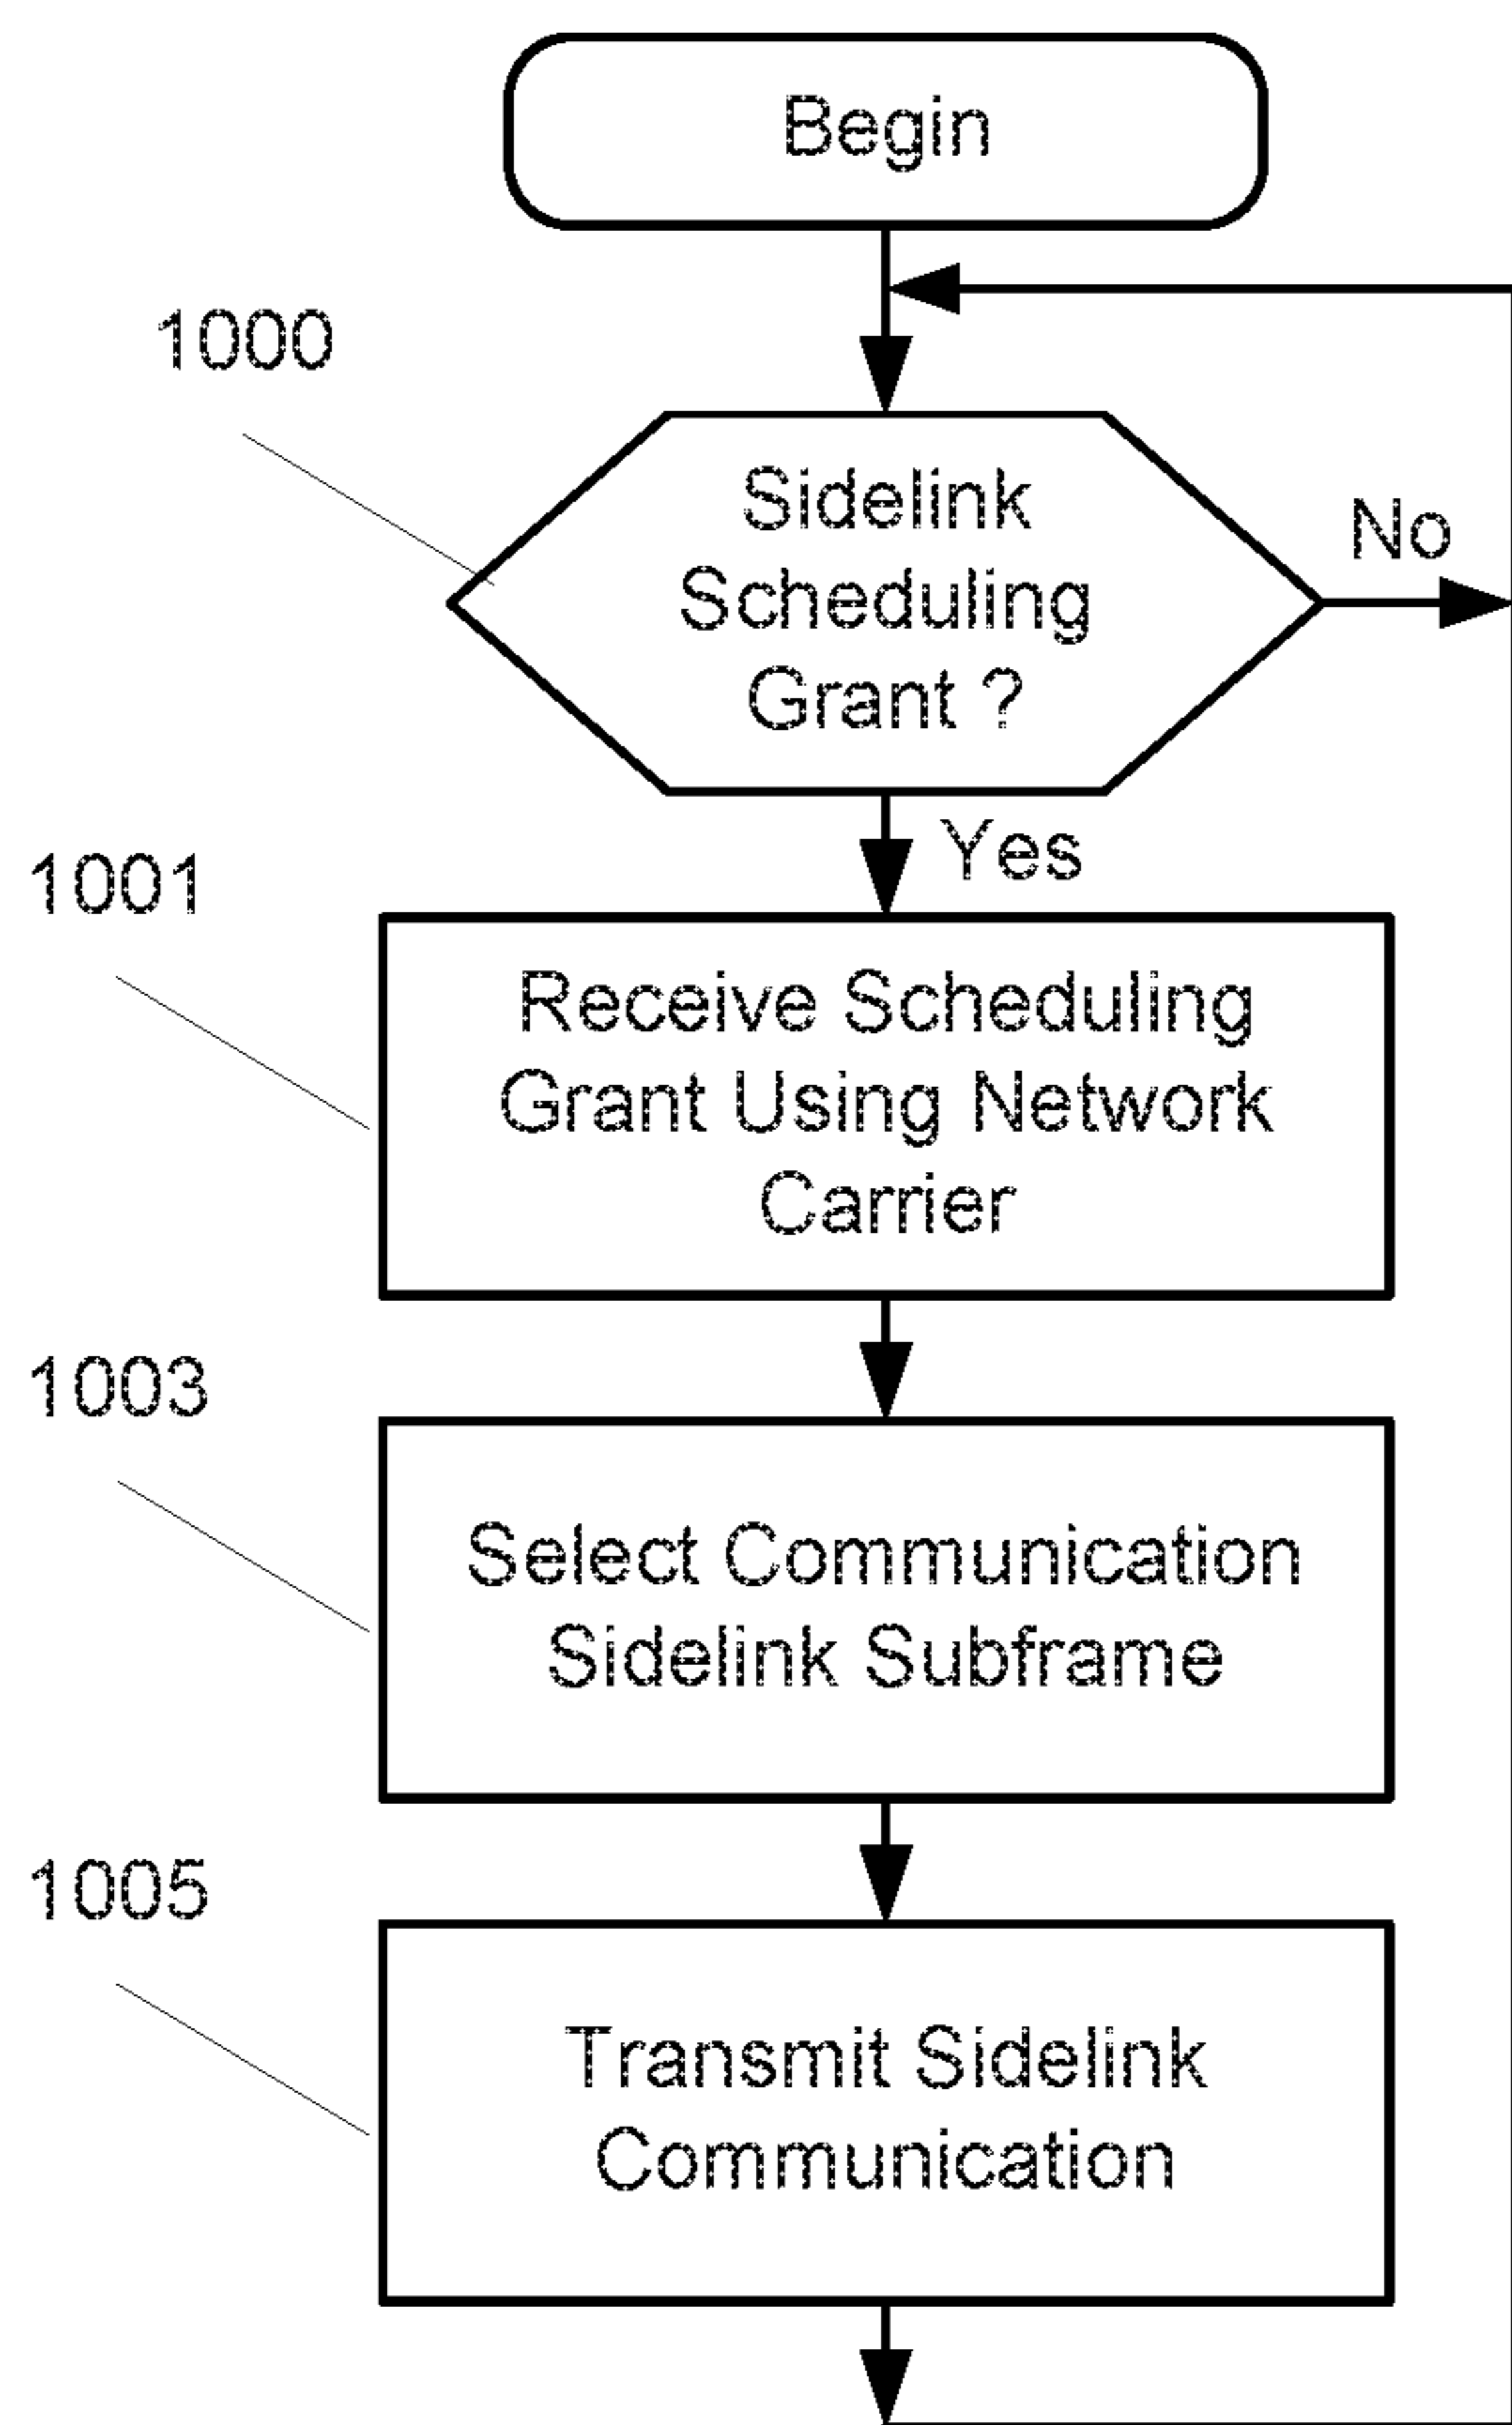 Begin
1000
Sidelink
Scheduling
Grant ?
No
Yes
1001
Receive Scheduling
Grant Using Network
Carrier
1003
Select Communication
Sidelink Subframe
1005
Transmit Sidelink
Communication